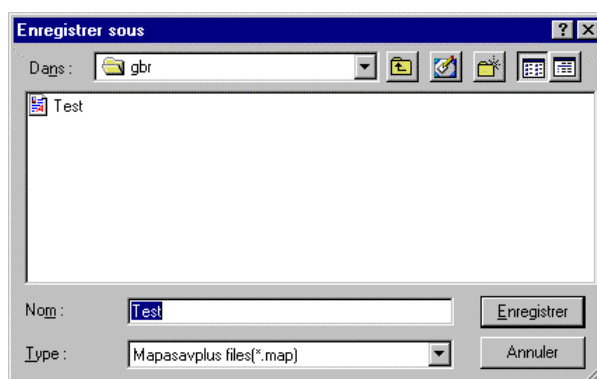 Enregistrer sous
Dans : gbr
Test
Nom : Test Enregistrer
Type : Mapasavplus files(*.map) Annuler